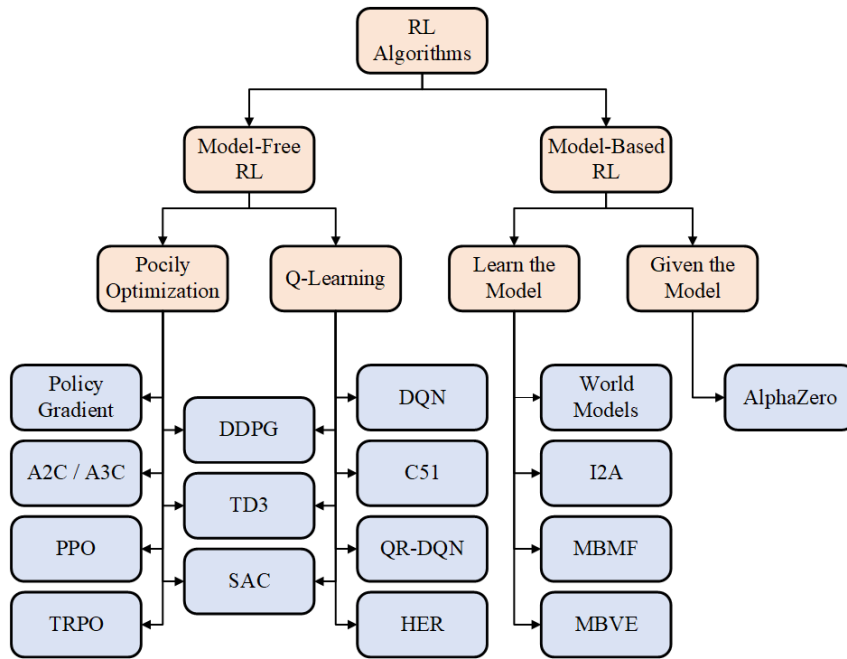 RL
Algorithms
Model-Free
RL
Model-Based
RL
Pocily
Optimization
Q-Learning
Learn the
Model
Given the
Model
Policy
Gradient
DDPG
DQN
World
Models
AlphaZero
A2C / A3C
TD3
C51
I2A
PPO
SAC
QR-DQN
MBMF
TRPO
HER
MBVE